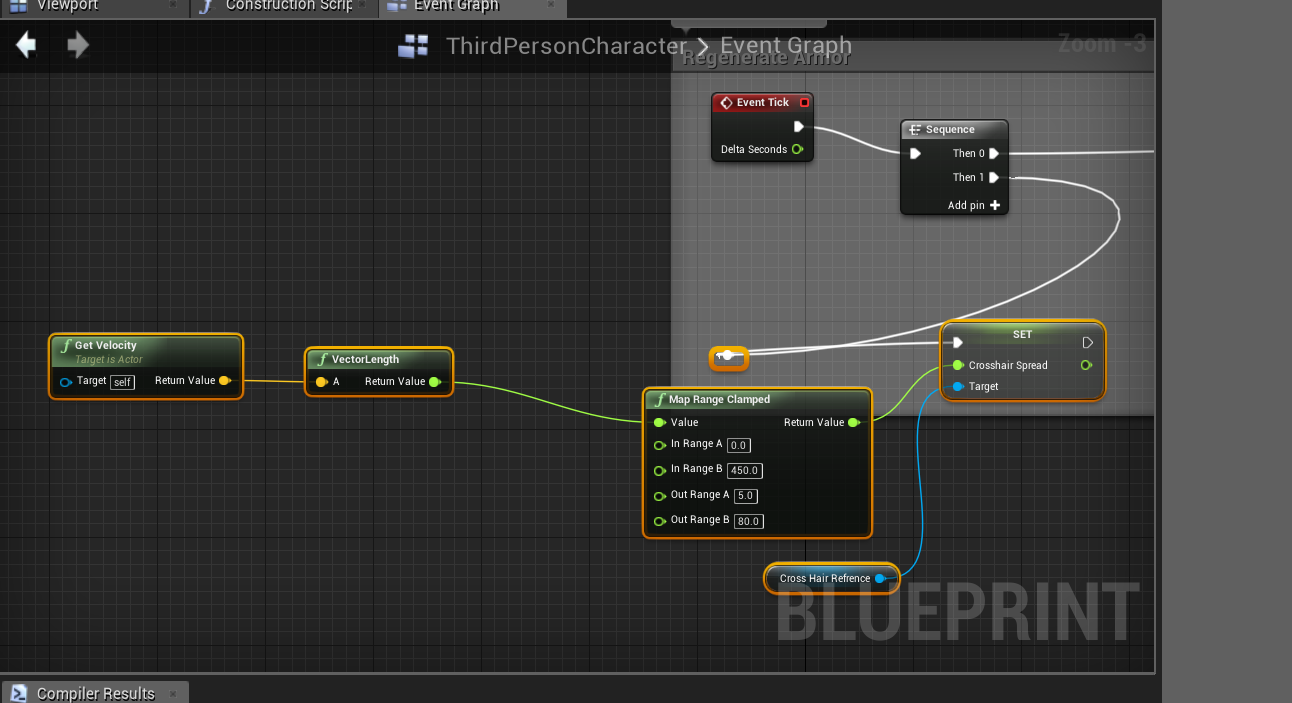 Viewport
Construction Scrip
Event Graph
ThirdPersonCharacter > Event Graph
Zoom -3
Regenerate Armor
Event Tick
Delta Seconds
Sequence
Then 0
Then 1
Add pin
Get Velocity
Target is Actor
Target self
Return Value
VectorLength
A
Return Value
SET
Crosshair Spread
Target
Map Range Clamped
Value
Return Value
In Range A 0.0
In Range B 450.0
Out Range A 5.0
Out Range B 80.0
Cross Hair Refrence
BLUEPRINT
Compiler Results